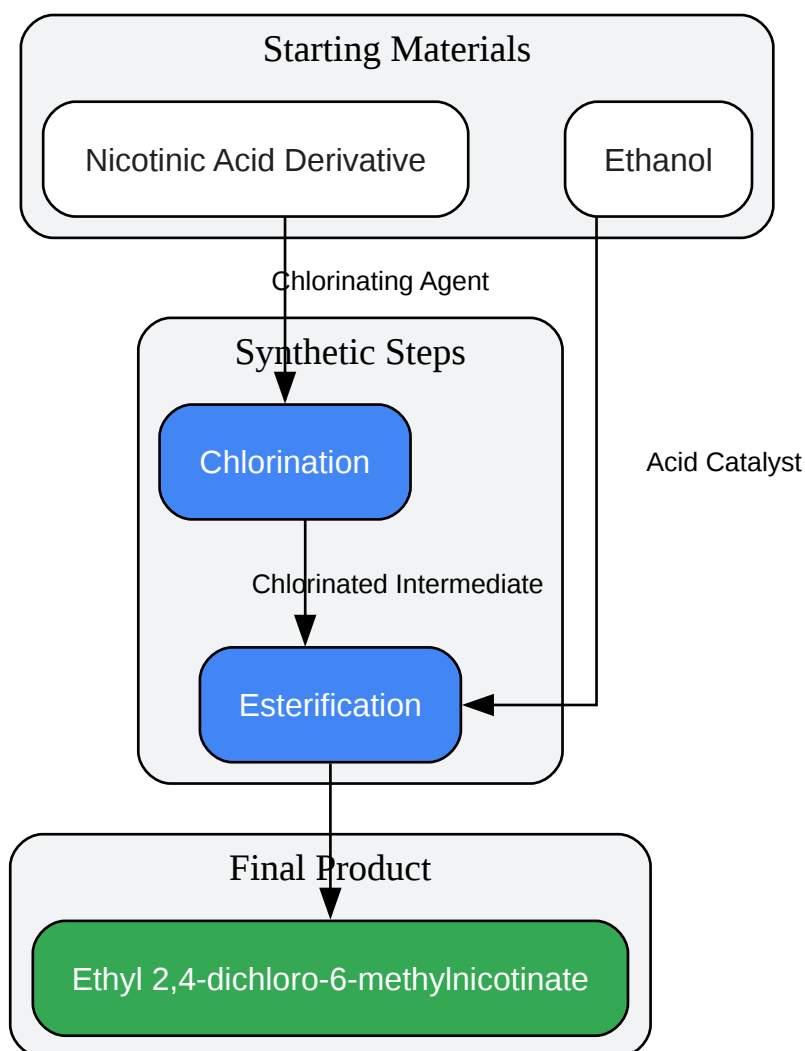 Starting Materials
Nicotinic Acid Derivative
Ethanol
Chlorinating Agent
Synthetic Steps
Chlorination
Acid Catalyst
Chlorinated Intermediate
Esterification
Final Product
Ethyl 2,4-dichloro-6-methylnicotinate